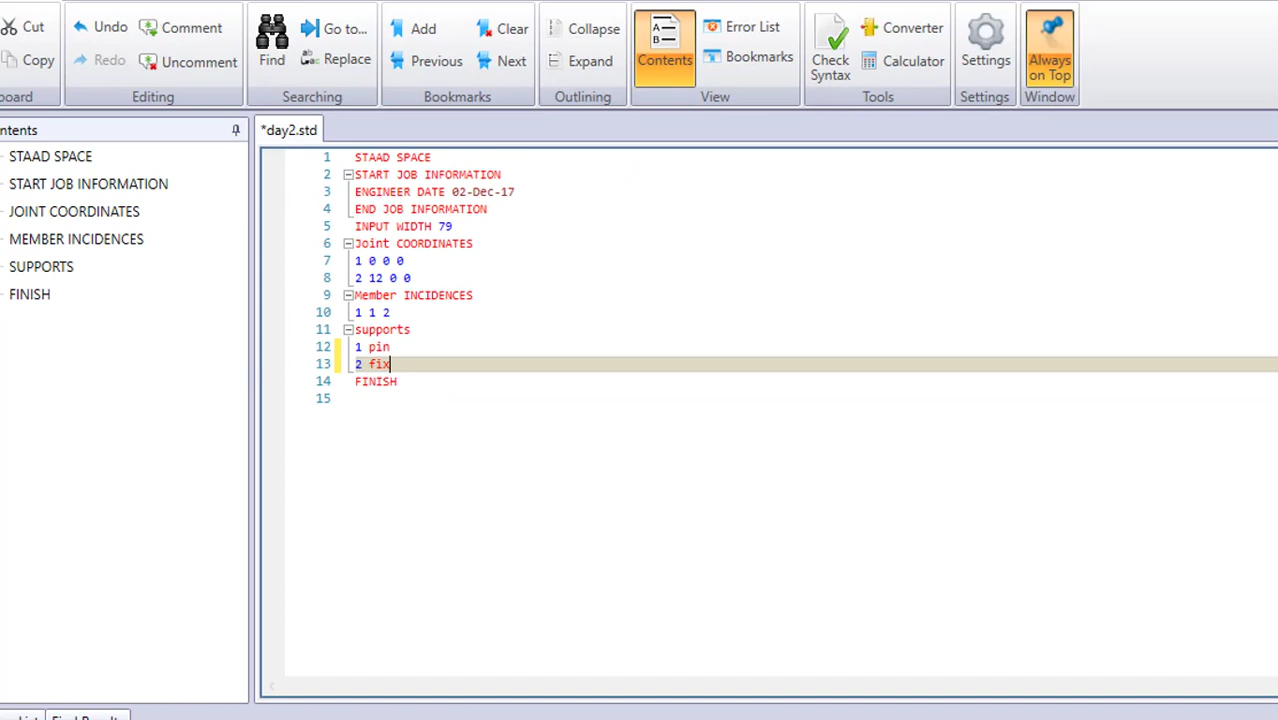 Cut
Copy
board
Undo
Redo
Comment
Uncomment
Editing
Find
Go to...
Replace
Searching
Add
Previous
Clear
Next
Bookmarks
Collapse
Expand
Outlining
Contents
Error List
Bookmarks
View
Check Syntax
Converter
Calculator
Tools
Settings
Settings
Always on Top
Window
ntents
STAAD SPACE
START JOB INFORMATION
JOINT COORDINATES
MEMBER INCIDENCES
SUPPORTS
FINISH
*day2.std
1 STAAD SPACE
2 START JOB INFORMATION
3 ENGINEER DATE 02-Dec-17
4 END JOB INFORMATION
5 INPUT WIDTH 79
6 Joint COORDINATES
7 1 0 0 0
8 2 12 0 0
9 Member INCIDENCES
10 1 1 2
11 supports
12 1 pin
13 2 fix
14 FINISH
15